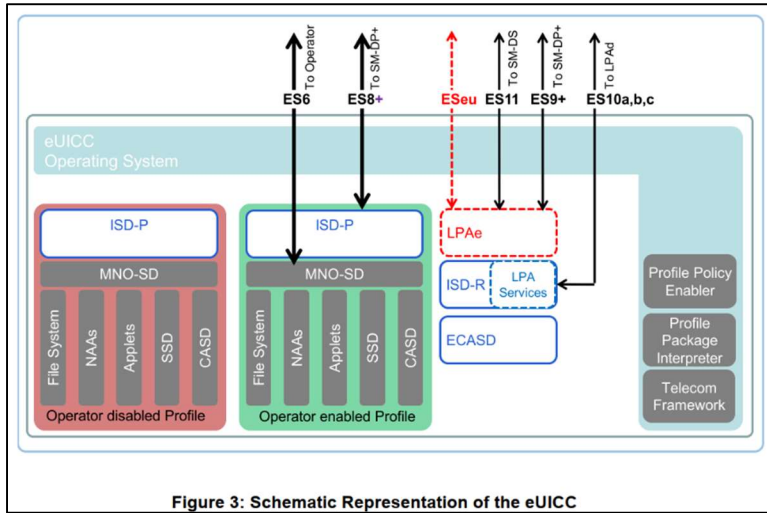 To Operator
To SM-DP+
To SM-DS
To SM-DP+
To LPAd
ES6
ES8+
ESeu
ES11
ES9+
ES10a,b,c
eUICC
Operating System
ISD-P
MNO-SD
File System
NAAs
Applets
SSD
CASD
Operator disabled Profile
ISD-P
MNO-SD
File System
NAAs
Applets
SSD
CASD
Operator enabled Profile
LPAe
ISD-R
LPA
Services
ECASD
Profile Policy
Enabler
Profile
Package
Interpreter
Telecom
Framework
Figure 3: Schematic Representation of the eUICC